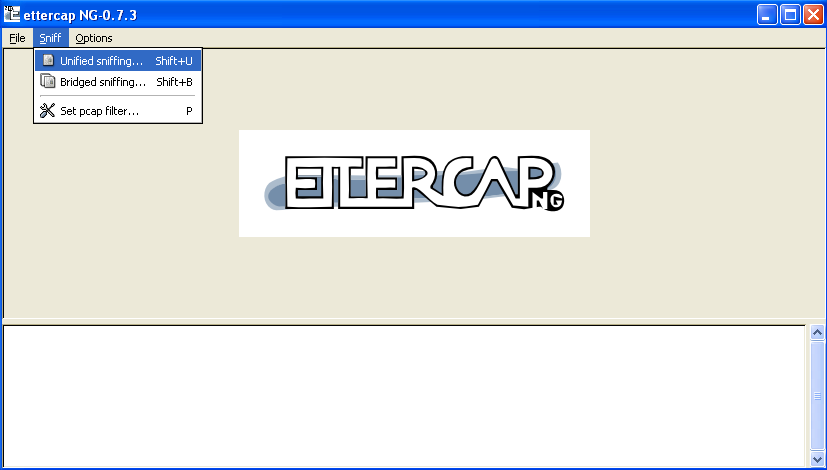 ettercap NG-0.7.3
File Sniff Options
Unified sniffing... Shift+U
Bridged sniffing... Shift+B
Set pcap filter... P
ETTERCAP
NG